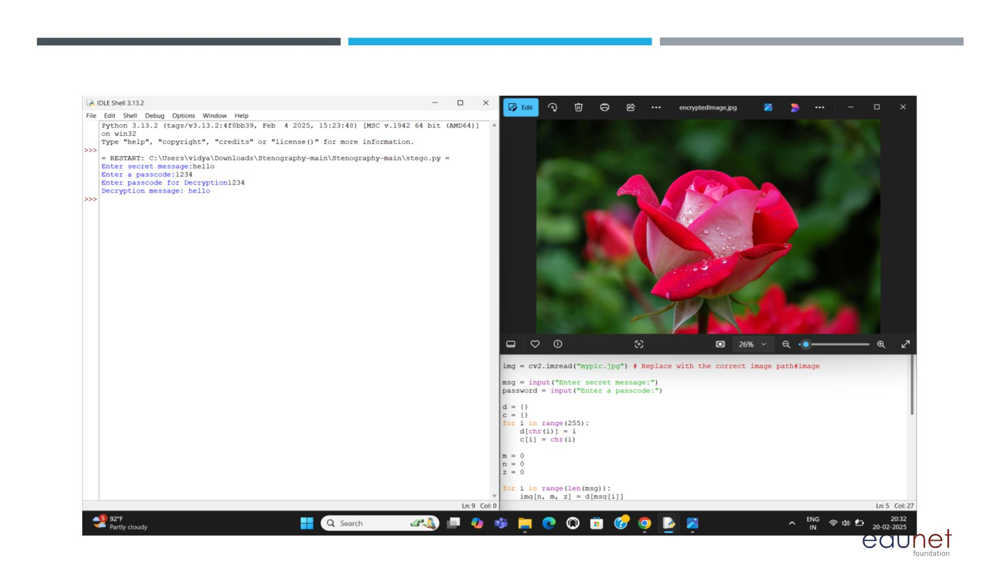 IDLE Shell 3.13.2
File Edit Shell Debug Options Window Help
Python 3.13.2 (tags/v3.13.2:4f8bb39, Feb  4 2025, 15:23:48) [MSC v.1942 64 bit (AMD64)]
on win32
Type "help", "copyright", "credits" or "license()" for more information.
>>>
= RESTART: C:\Users\vidya\Downloads\Stenography-main\Stenography-main\stego.py =
Enter secret message:hello
Enter a passcode:1234
Enter passcode for Decryption1234
Decryption message: hello
>>>
Ln: 9 Col: 0
Edit
encryptedImage.jpg
26%
img = cv2.imread("mypic.jpg") # Replace with the correct image path#image
msg = input("Enter secret message:")
password = input("Enter a passcode:")
d = {}
c = {}
for i in range(255):
    d[chr(i)] = i
    c[i] = chr(i)
m = 0
n = 0
z = 0
for i in range(len(msg)):
    img[n, m, z] = d[msg[i]]
Ln: 5 Col: 27
5
92°F
Partly cloudy
Search
ENG
IN
20:32
20-02-2025
edunet
foundation